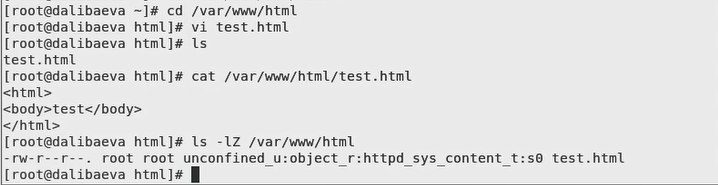 [root@dalibaeva ~]# cd /var/www/html
[root@dalibaeva html]# vi test.html
[root@dalibaeva html]# ls
test.html
[root@dalibaeva html]# cat /var/www/html/test.html
<html>
<body>test</body>
</html>
[root@dalibaeva html]# ls -lZ /var/www/html
-rw-r--r--. root root unconfined_u:object_r:httpd_sys_content_t:s0 test.html
[root@dalibaeva html]#